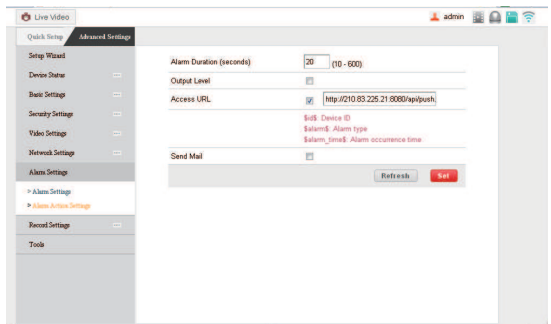 Live Video
admin
Quick Setup
Advanced Settings
Setup Wizard
Device Status
Basic Settings
Security Settings
Video Settings
Network Settings
Alarm Settings
> Alarm Settings
> Alarm Action Settings
Record Settings
Tools
Alarm Duration (seconds) 20 (10 - 600)
Output Level
Access URL http://210.83.225.21:8080/api/push.
$id$: Device ID
$alarm$: Alarm type
$alarm_time$: Alarm occurrence time
Send Mail
Refresh Set